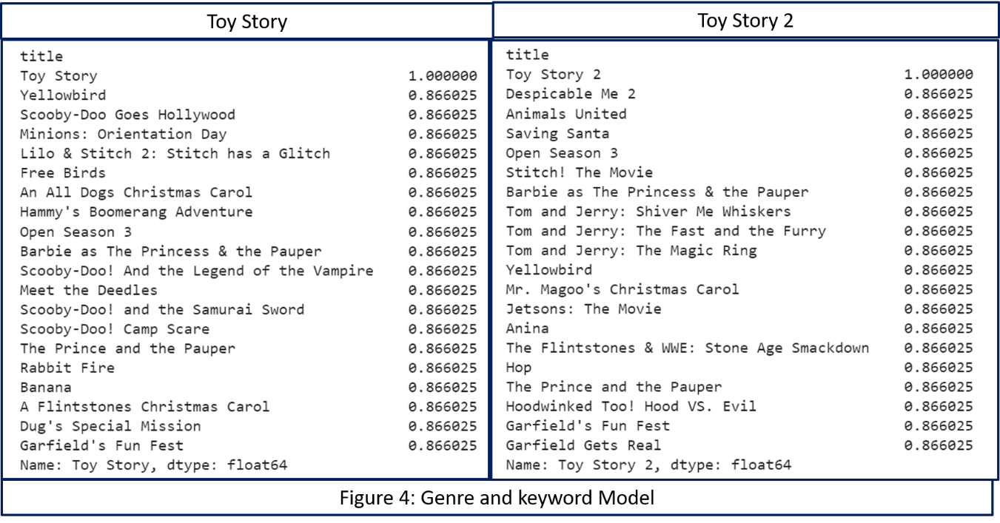 Toy Story
title
Toy Story 1.000000
Yellowbird 0.866025
Scooby-Doo Goes Hollywood 0.866025
Minions: Orientation Day 0.866025
Lilo & Stitch 2: Stitch has a Glitch 0.866025
Free Birds 0.866025
An All Dogs Christmas Carol 0.866025
Hammy's Boomerang Adventure 0.866025
Open Season 3 0.866025
Barbie as The Princess & the Pauper 0.866025
Scooby-Doo! And the Legend of the Vampire 0.866025
Meet the Deedles 0.866025
Scooby-Doo! and the Samurai Sword 0.866025
Scooby-Doo! Camp Scare 0.866025
The Prince and the Pauper 0.866025
Rabbit Fire 0.866025
Banana 0.866025
A Flintstones Christmas Carol 0.866025
Dug's Special Mission 0.866025
Garfield's Fun Fest 0.866025
Name: Toy Story, dtype: float64
Toy Story 2
title
Toy Story 2 1.000000
Despicable Me 2 0.866025
Animals United 0.866025
Saving Santa 0.866025
Open Season 3 0.866025
Stitch! The Movie 0.866025
Barbie as The Princess & the Pauper 0.866025
Tom and Jerry: Shiver Me Whiskers 0.866025
Tom and Jerry: The Fast and the Furry 0.866025
Tom and Jerry: The Magic Ring 0.866025
Yellowbird 0.866025
Mr. Magoo's Christmas Carol 0.866025
Jetsons: The Movie 0.866025
Anina 0.866025
The Flintstones & WWE: Stone Age Smackdown 0.866025
Hop 0.866025
The Prince and the Pauper 0.866025
Hoodwinked Too! Hood VS. Evil 0.866025
Garfield's Fun Fest 0.866025
Garfield Gets Real 0.866025
Name: Toy Story 2, dtype: float64
Figure 4: Genre and keyword Model